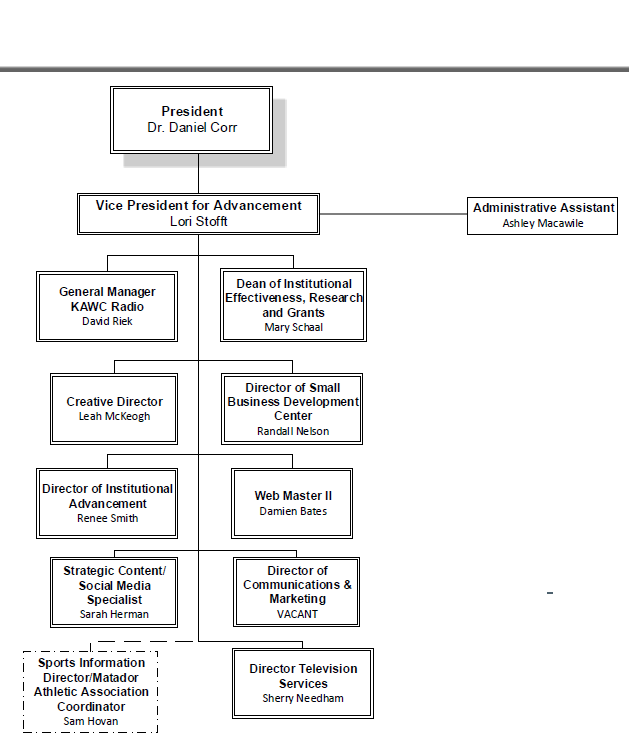 President
Dr. Daniel Corr
Vice President for Advancement
Lori Stofft
Administrative Assistant
Ashley Macawile
General Manager
KAWC Radio
David Riek
Dean of Institutional
Effectiveness, Research
and Grants
Mary Schaal
Creative Director
Leah McKeogh
Director of Small
Business Development
Center
Randall Nelson
Director of Institutional
Advancement
Renee Smith
Web Master II
Damien Bates
Strategic Content/
Social Media
Specialist
Sarah Herman
Director of
Communications &
Marketing
VACANT
Sports Information
Director/Matador
Athletic Association
Coordinator
Sam Hovan
Director Television
Services
Sherry Needham